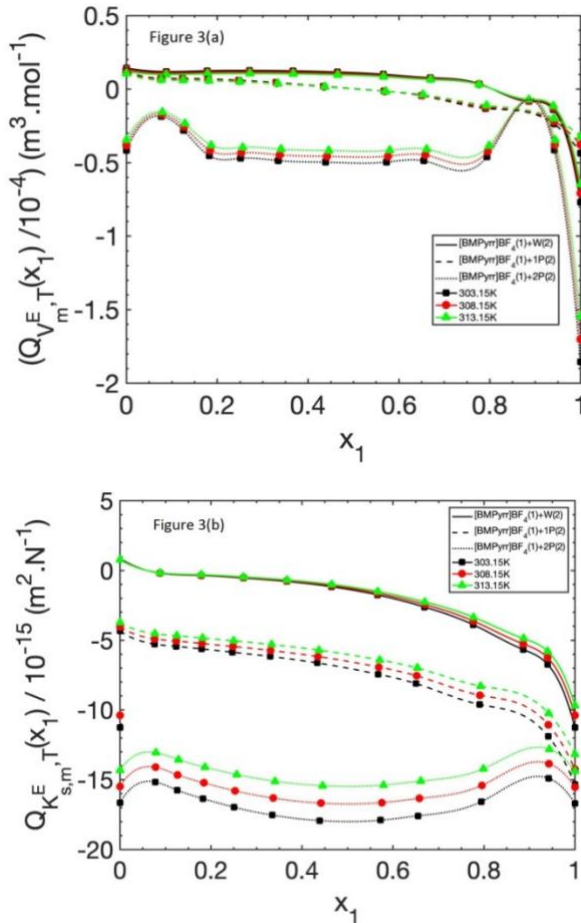 Figure 3(a)
(Q_{V_m^E,T}(x_1) /10^{-4}) (m^3.mol^{-1})
0.5
0
-0.5
-1
-1.5
-2
[BMPyrr]BF_4(1)+W(2)
[BMPyrr]BF_4(1)+1P(2)
[BMPyrr]BF_4(1)+2P(2)
303.15K
308.15K
313.15K
0 0.2 0.4 0.6 0.8 1
x_1
Figure 3(b)
Q_{K_{s,m}^E,T}(x_1) / 10^{-15} (m^2.N^{-1})
5
0
-5
-10
-15
-20
[BMPyrr]BF_4(1)+W(2)
[BMPyrr]BF_4(1)+1P(2)
[BMPyrr]BF_4(1)+2P(2)
303.15K
308.15K
313.15K
0 0.2 0.4 0.6 0.8 1
x_1